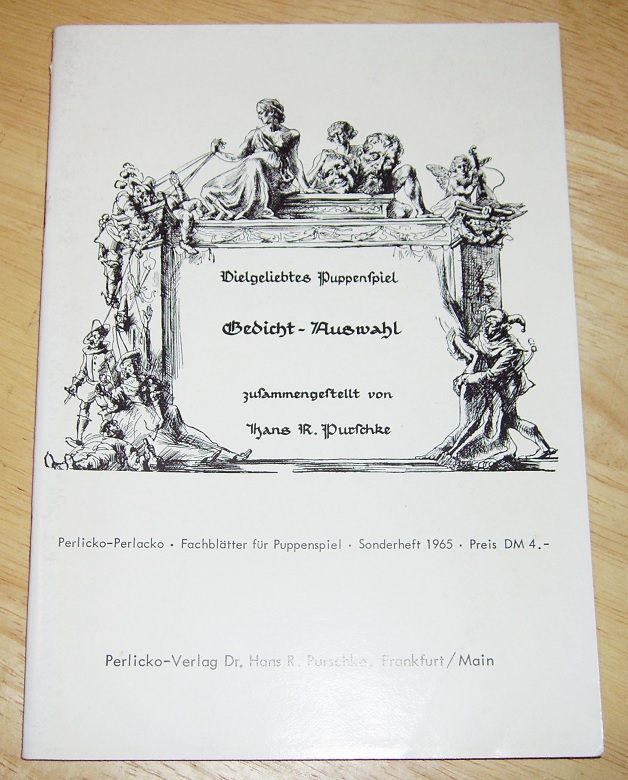 Vielgeliebtes Puppenſpiel
Gedicht-Auswahl
zuſammengeſtellt von
Hans R. Purſchke
Perlicko-Perlacko · Fachblätter für Puppenspiel · Sonderheft 1965 · Preis DM 4.-
Perlicko-Verlag Dr. Hans R. Purschke, Frankfurt/Main